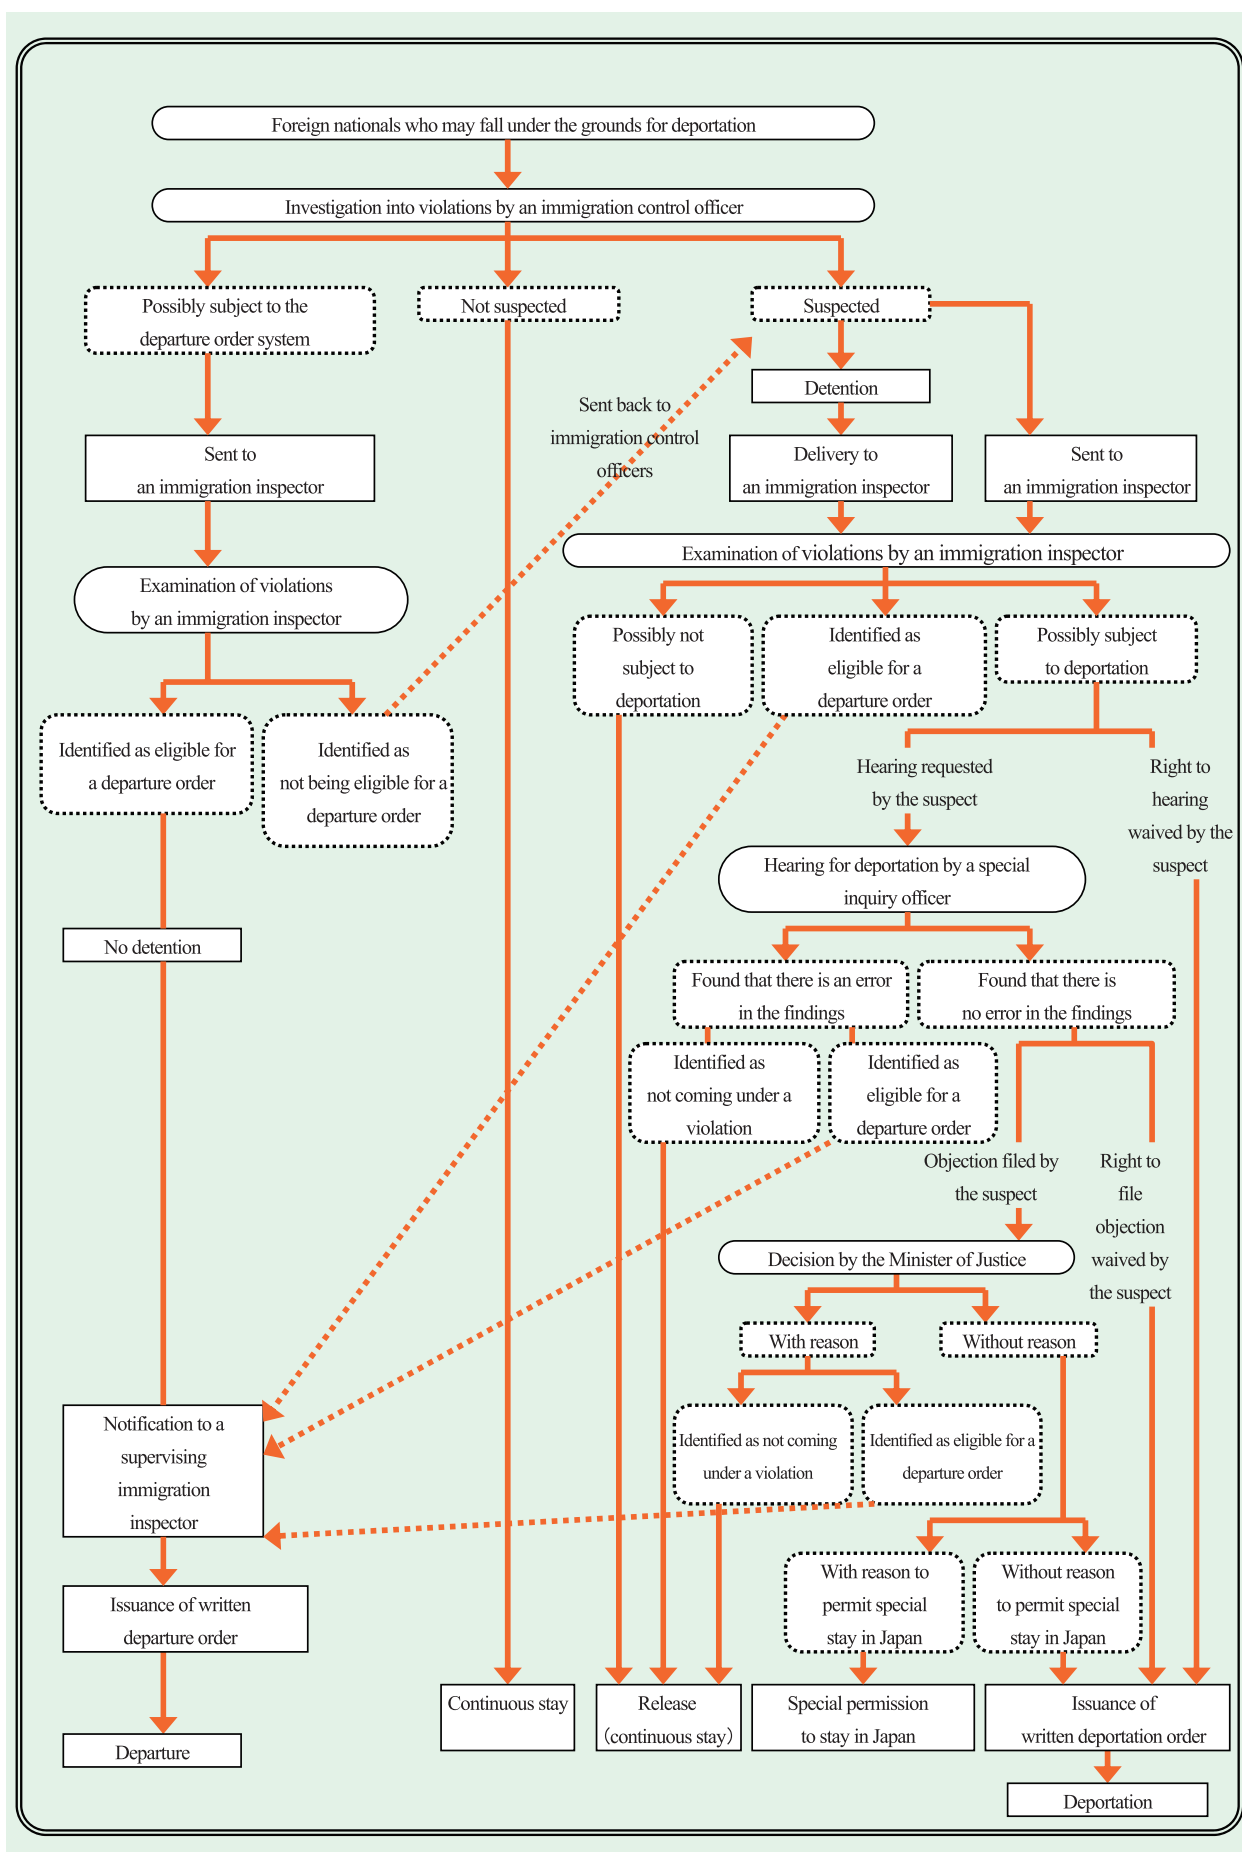 Foreign nationals who may fall under the grounds for deportation
Investigation into violations by an immigration control officer
Possibly subject to the
departure order system
Not suspected
Suspected
Detention
Sent back to
immigration control
officers
Sent to
an immigration inspector
Delivery to
an immigration inspector
Sent to
an immigration inspector
Examination of violations by an immigration inspector
Examination of violations
by an immigration inspector
Possibly not
subject to
deportation
Identified as
eligible for a
departure order
Possibly subject
to deportation
Identified as eligible for
a departure order
Identified as
not being eligible for a
departure order
Hearing requested
by the suspect
Right to
hearing
waived by the
suspect
Hearing for deportation by a special
inquiry officer
No detention
Found that there is an error
in the findings
Found that there is
no error in the findings
Identified as
not coming under a
violation
Identified as
eligible for a
departure order
Objection filed by
the suspect
Right to
file
objection
waived by
the suspect
Decision by the Minister of Justice
With reason
Without reason
Identified as not coming
under a violation
Identified as eligible for a
departure order
Notification to a
supervising
immigration
inspector
With reason to
permit special
stay in Japan
Without reason
to permit special
stay in Japan
Issuance of written
departure order
Departure
Continuous stay
Release
(continuous stay)
Special permission
to stay in Japan
Issuance of
written deportation order
Deportation